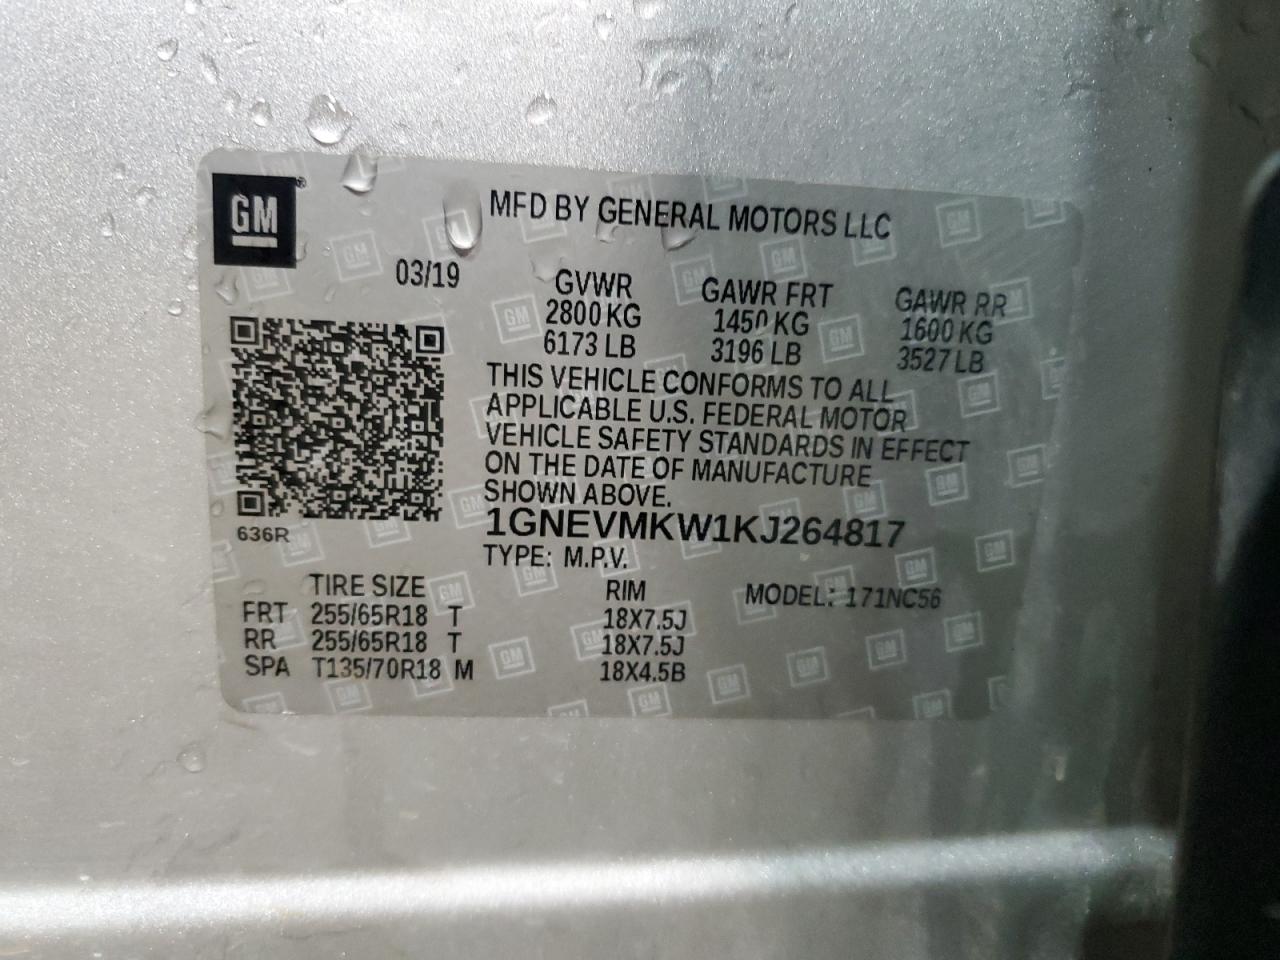 GM
MFD BY GENERAL MOTORS LLC
03/19
GVWR GAWR FRT GAWR RR
2800 KG 1450 KG 1600 KG
6173 LB 3196 LB 3527 LB
THIS VEHICLE CONFORMS TO ALL
APPLICABLE U.S. FEDERAL MOTOR
VEHICLE SAFETY STANDARDS IN EFFECT
ON THE DATE OF MANUFACTURE
SHOWN ABOVE.
1GNEVMKW1KJ264817
636R
TYPE: M.P.V.
TIRE SIZE RIM MODEL: 171NC56
FRT 255/65R18 T 18X7.5J
RR 255/65R18 T 18X7.5J
SPA T135/70R18 M 18X4.5B